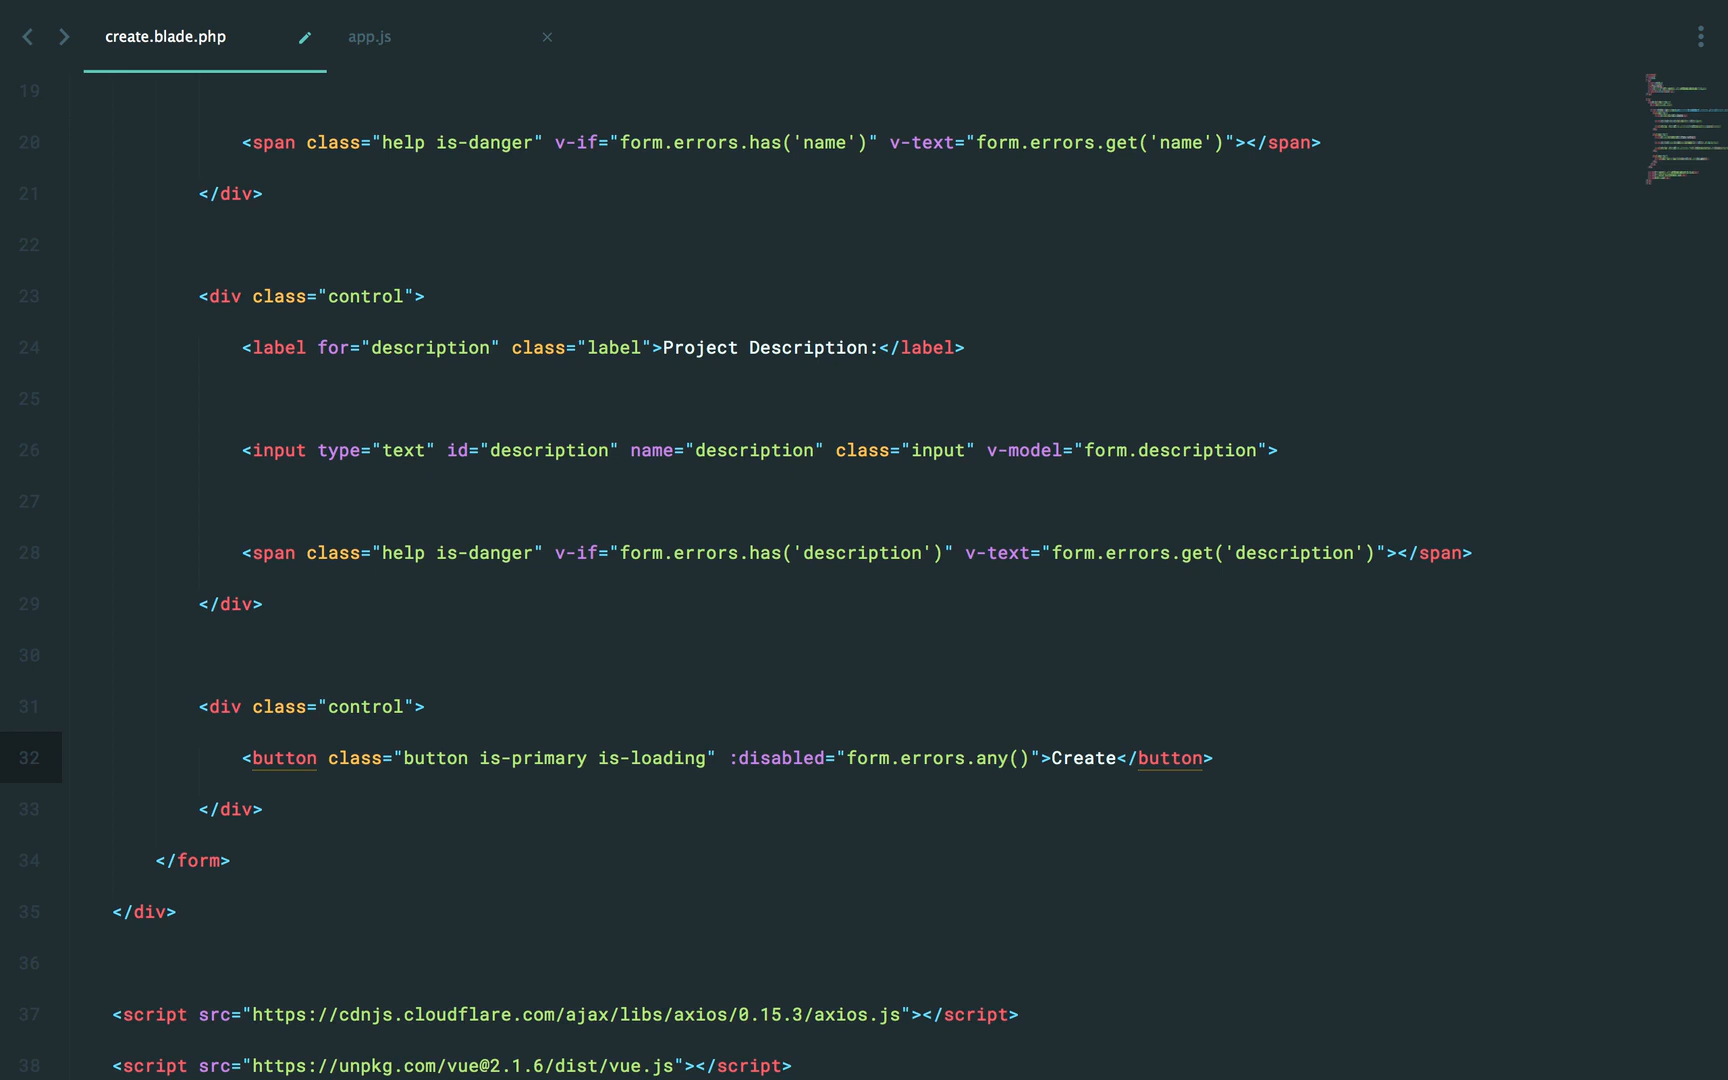 create.blade.php
app.js
19
20 <span class="help is-danger" v-if="form.errors.has('name')" v-text="form.errors.get('name')"></span>
21 </div>
22
23 <div class="control">
24 <label for="description" class="label">Project Description:</label>
25
26 <input type="text" id="description" name="description" class="input" v-model="form.description">
27
28 <span class="help is-danger" v-if="form.errors.has('description')" v-text="form.errors.get('description')"></span>
29 </div>
30
31 <div class="control">
32 <button class="button is-primary is-loading" :disabled="form.errors.any()">Create</button>
33 </div>
34 </form>
35 </div>
36
37 <script src="https://cdnjs.cloudflare.com/ajax/libs/axios/0.15.3/axios.js"></script>
38 <script src="https://unpkg.com/vue@2.1.6/dist/vue.js"></script>